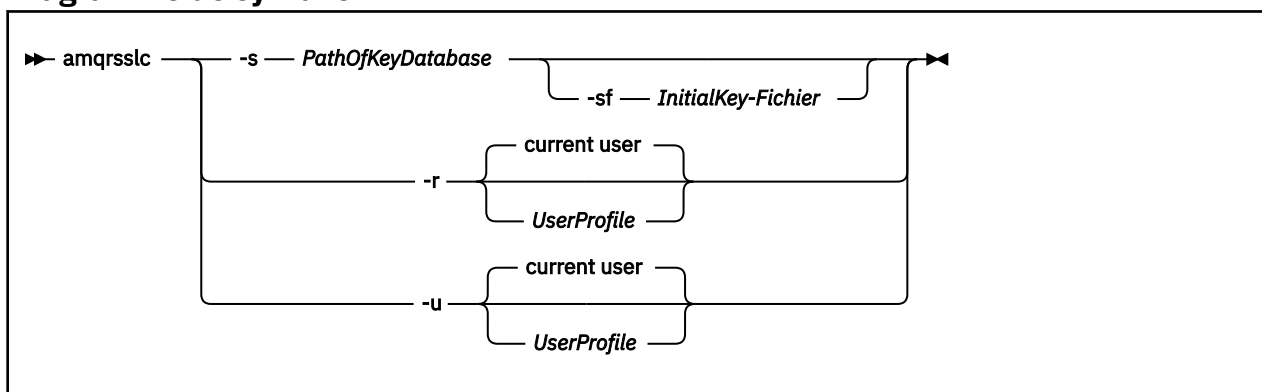 amqrsslc -s PathOfKeyDatabase
-sf InitialKey-Fichier
current user
-r
UserProfile
current user
-u
UserProfile